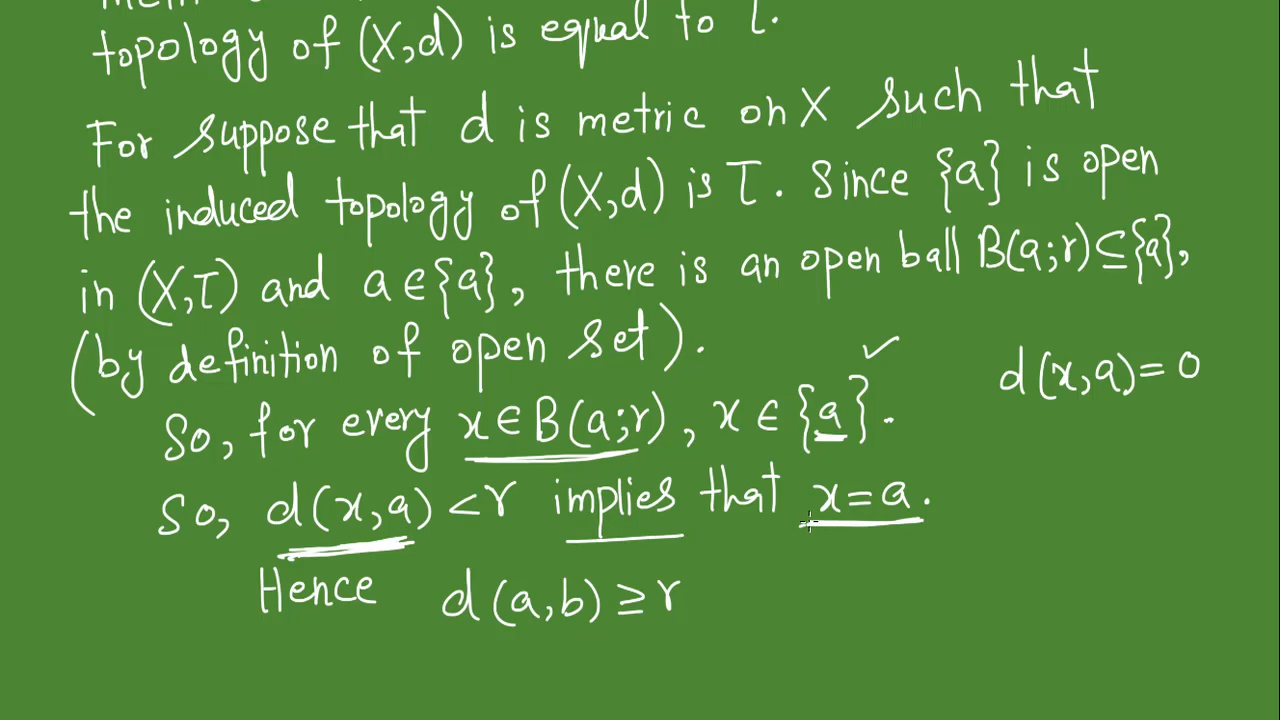 topology of (X,d) is equal to τ.
For suppose that d is metric on X such that
the induced topology of (X,d) is τ. Since {a} is open
in (X,τ) and a∈{a}, there is an open ball B(a;r)⊆{a},
(by definition of open set).
d(x,a)=0
So, for every x∈B(a;r), x∈{a}. ✓
So, d(x,a)<r implies that x=a.
Hence d(a,b)≥r